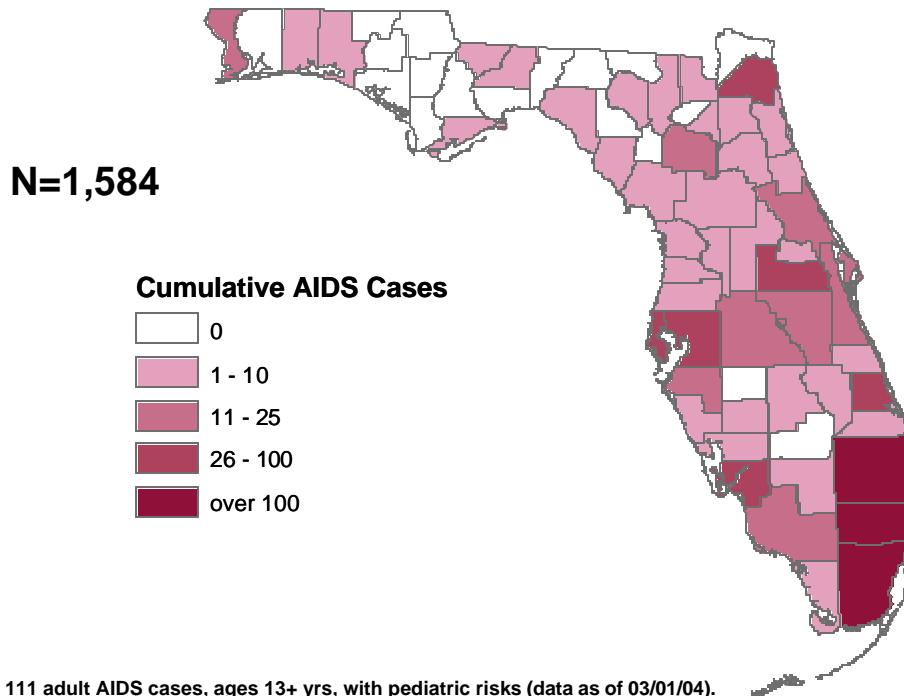 N=1,584
Cumulative AIDS Cases
0
1 - 10
11 - 25
26 - 100
over 100
111 adult AIDS cases, ages 13+ yrs, with pediatric risks (data as of 03/01/04).